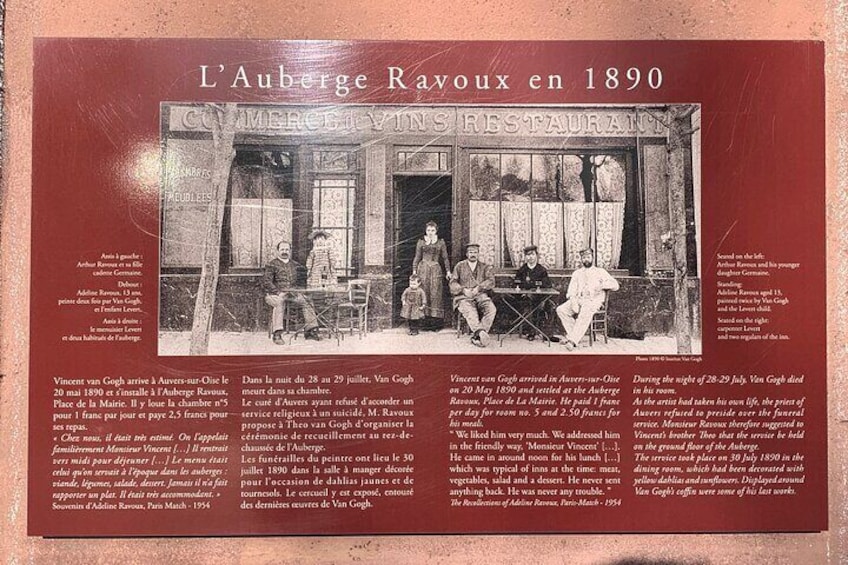 L'Auberge Ravoux en 1890
COMMERCE DE VINS RESTAURANT
CHAMBRES
MEUBLÉES
Assis à gauche :
Arthur Ravoux et sa fille
cadette Germaine.
Debout :
Adeline Ravoux, 13 ans,
peinte deux fois par Van Gogh,
et l'enfant Levert.
Assis à droite :
le menuisier Levert
et deux habitués de l'auberge.
Seated on the left:
Arthur Ravoux and his younger
daughter Germaine.
Standing:
Adeline Ravoux aged 13,
painted twice by Van Gogh
and the Levert child.
Seated on the right:
carpenter Levert
and two regulars of the inn.
Photo 1890 © Institut Van Gogh
Vincent van Gogh arrive à Auvers-sur-Oise le
20 mai 1890 et s'installe à l'Auberge Ravoux,
Place de la Mairie. Il y loue la chambre n°5
pour 1 franc par jour et paye 2,5 francs pour
ses repas.
« Chez nous, il était très estimé. On l'appelait
familièrement Monsieur Vincent [...] Il rentrait
vers midi pour déjeuner [...] Le menu était
celui qu'on servait à l'époque dans les auberges :
viande, légumes, salade, dessert. Jamais il n'a fait
rapporter un plat. Il était très accommodant. »
Souvenirs d'Adeline Ravoux, Paris Match - 1954
Dans la nuit du 28 au 29 juillet, Van Gogh
meurt dans sa chambre.
Le curé d'Auvers ayant refusé d'accorder un
service religieux à un suicidé, M. Ravoux
propose à Theo van Gogh d'organiser la
cérémonie de recueillement au rez-de-
chaussée de l'Auberge.
Les funérailles du peintre ont lieu le 30
juillet 1890 dans la salle à manger décorée
pour l'occasion de dahlias jaunes et de
tournesols. Le cercueil y est exposé, entouré
des dernières œuvres de Van Gogh.
Vincent van Gogh arrived in Auvers-sur-Oise
on 20 May 1890 and settled at the Auberge
Ravoux, Place de La Mairie. He paid 1 franc
per day for room no. 5 and 2.50 francs for
his meals.
" We liked him very much. We addressed him
in the friendly way, 'Monsieur Vincent' [...].
He came in around noon for his lunch [...]
which was typical of inns at the time: meat,
vegetables, salad and a dessert. He never sent
anything back. He was never any trouble. "
The Recollections of Adeline Ravoux, Paris-Match - 1954
During the night of 28-29 July, Van Gogh died
in his room.
As the artist had taken his own life, the priest of
Auvers refused to preside over the funeral
service. Monsieur Ravoux therefore suggested to
Vincent's brother Theo that the service be held
on the ground floor of the Auberge.
The service took place on 30 July 1890 in the
dining room, which had been decorated with
yellow dahlias and sunflowers. Displayed around
Van Gogh's coffin were some of his last works.